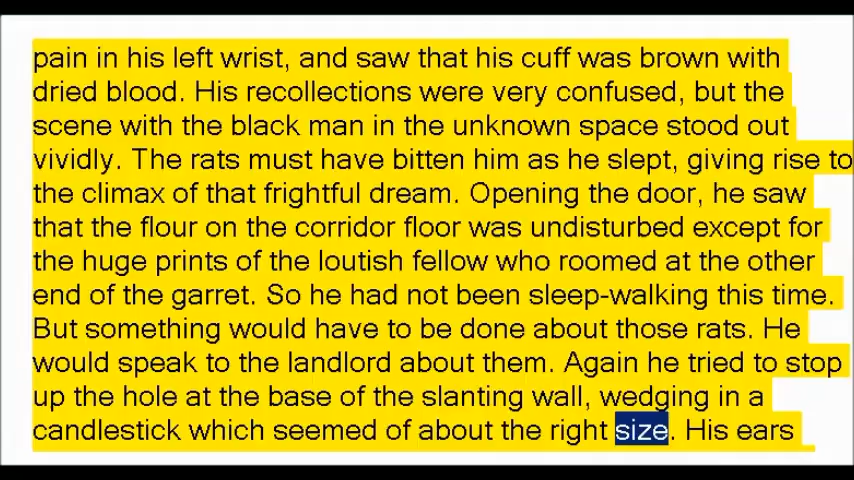 pain in his left wrist, and saw that his cuff was brown with
dried blood. His recollections were very confused, but the
scene with the black man in the unknown space stood out
vividly. The rats must have bitten him as he slept, giving rise to
the climax of that frightful dream. Opening the door, he saw
that the flour on the corridor floor was undisturbed except for
the huge prints of the loutish fellow who roomed at the other
end of the garret. So he had not been sleep-walking this time.
But something would have to be done about those rats. He
would speak to the landlord about them. Again he tried to stop
up the hole at the base of the slanting wall, wedging in a
candlestick which seemed of about the right size. His ears